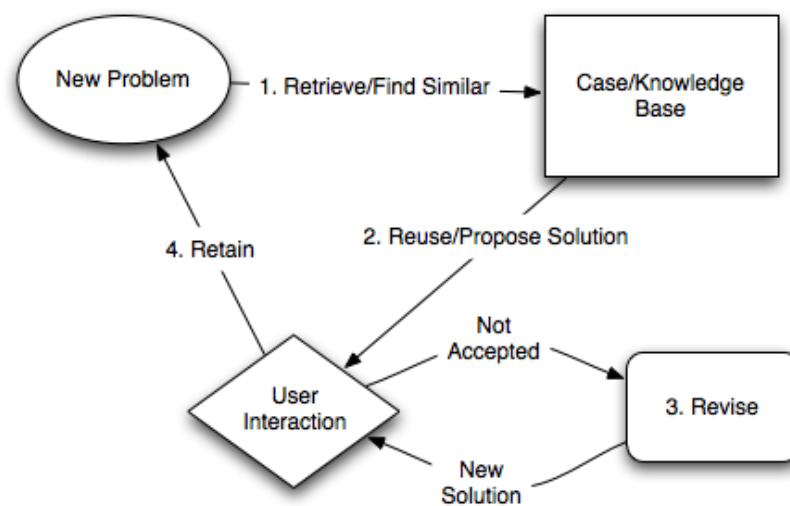 New Problem
1. Retrieve/Find Similar
Case/Knowledge
Base
2. Reuse/Propose Solution
4. Retain
Not
Accepted
User
Interaction
3. Revise
New
Solution